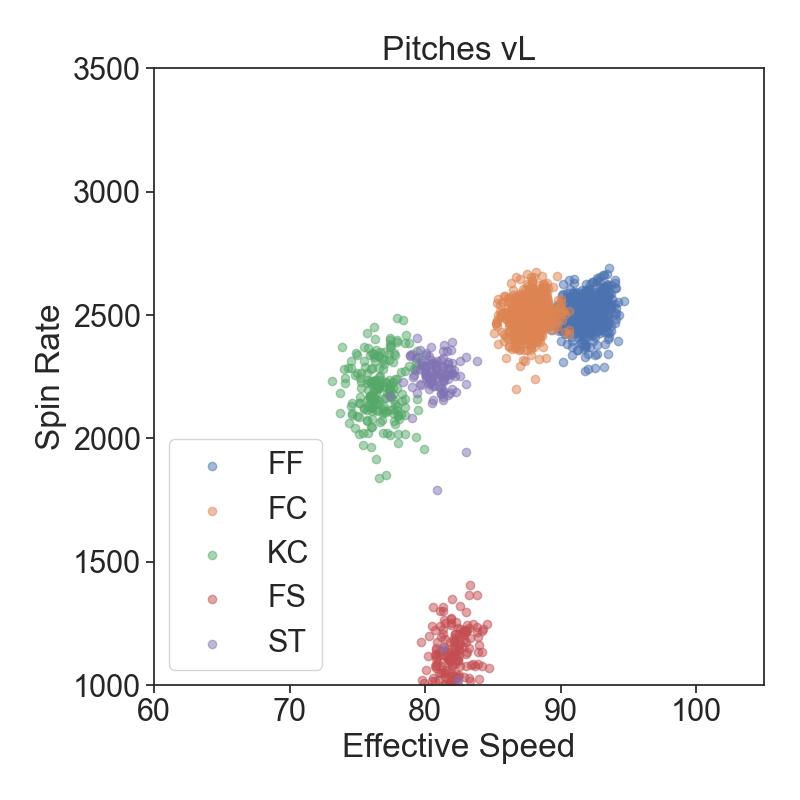 Pitches vL
3500
3000
2500
2000
1500
1000
Spin Rate
FF
FC
KC
FS
ST
60 70 80 90 100
Effective Speed